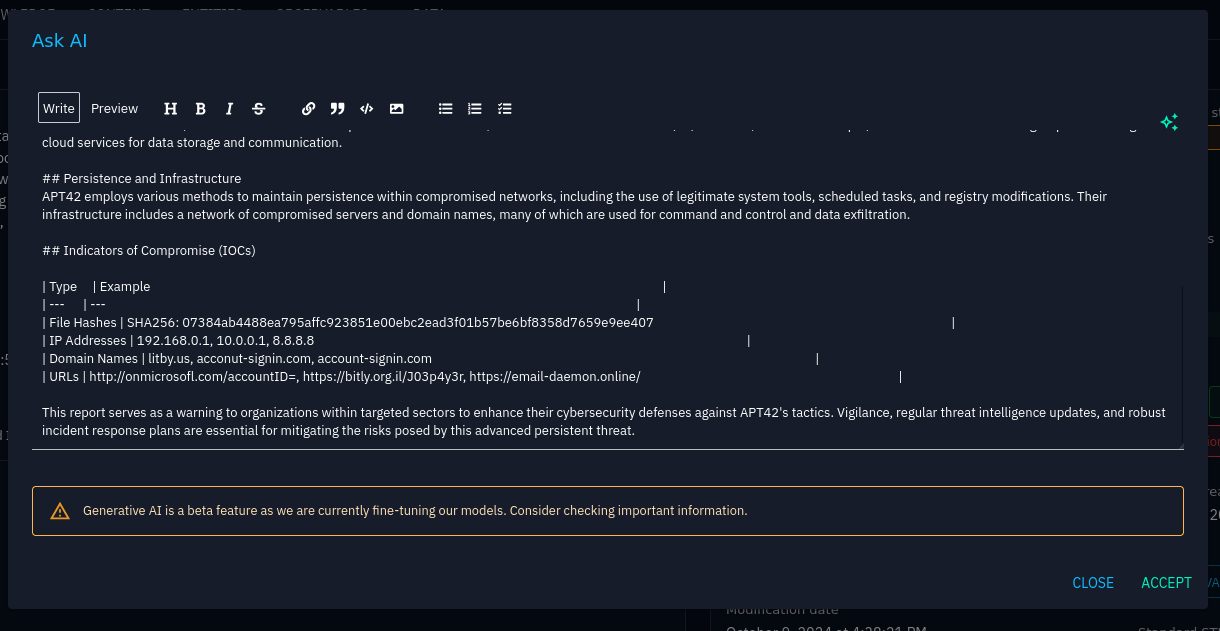 Ask AI
Write Preview
cloud services for data storage and communication.
## Persistence and Infrastructure
APT42 employs various methods to maintain persistence within compromised networks, including the use of legitimate system tools, scheduled tasks, and registry modifications. Their
infrastructure includes a network of compromised servers and domain names, many of which are used for command and control and data exfiltration.
## Indicators of Compromise (IOCs)
| Type | Example |
| --- | --- |
| File Hashes | SHA256: 07384ab4488ea795affc923851e00ebc2ead3f01b57be6bf8358d7659e9ee407 |
| IP Addresses | 192.168.0.1, 10.0.0.1, 8.8.8.8 |
| Domain Names | litby.us, acconut-signin.com, account-signin.com |
| URLs | http://onmicrosofl.com/accountID=, https://bitly.org.il/J03p4y3r, https://email-daemon.online/ |
This report serves as a warning to organizations within targeted sectors to enhance their cybersecurity defenses against APT42's tactics. Vigilance, regular threat intelligence updates, and robust
incident response plans are essential for mitigating the risks posed by this advanced persistent threat.
Generative AI is a beta feature as we are currently fine-tuning our models. Consider checking important information.
CLOSE ACCEPT
Modification date